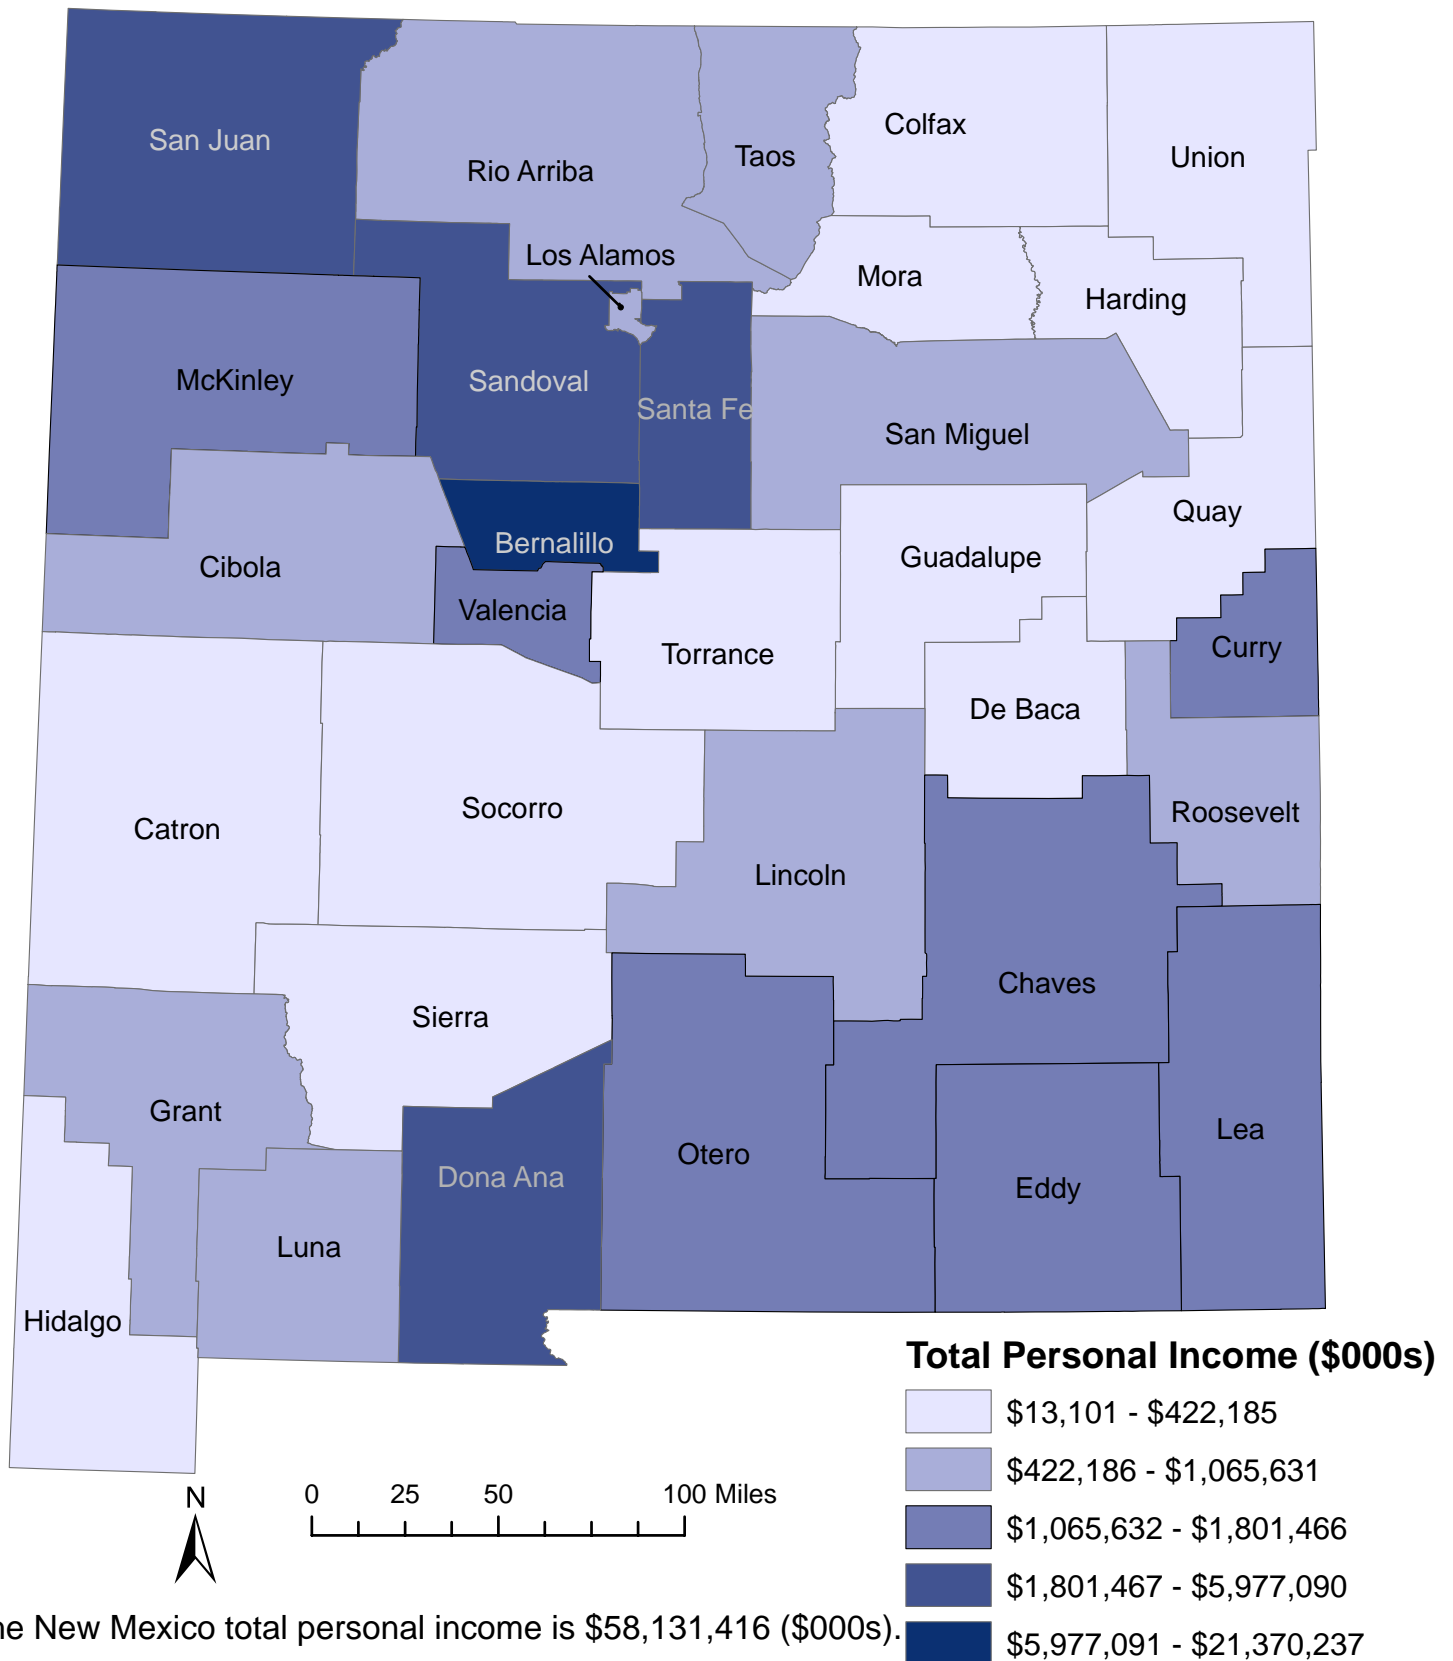 San Juan
Colfax
Taos
Union
Rio Arriba
Los Alamos
Mora
Harding
McKinley
Sandoval
Santa Fe
San Miguel
Quay
Bernalillo
Guadalupe
Cibola
Valencia
Curry
Torrance
De Baca
Socorro
Roosevelt
Catron
Lincoln
Chaves
Sierra
Grant
Lea
Otero
Dona Ana
Eddy
Luna
Hidalgo
Total Personal Income ($000s)
$13,101 - $422,185
$422,186 - $1,065,631
$1,065,632 - $1,801,466
$1,801,467 - $5,977,090
$5,977,091 - $21,370,237
N
0 25 50 100 Miles
New Mexico total personal income is $58,131,416 ($000s).